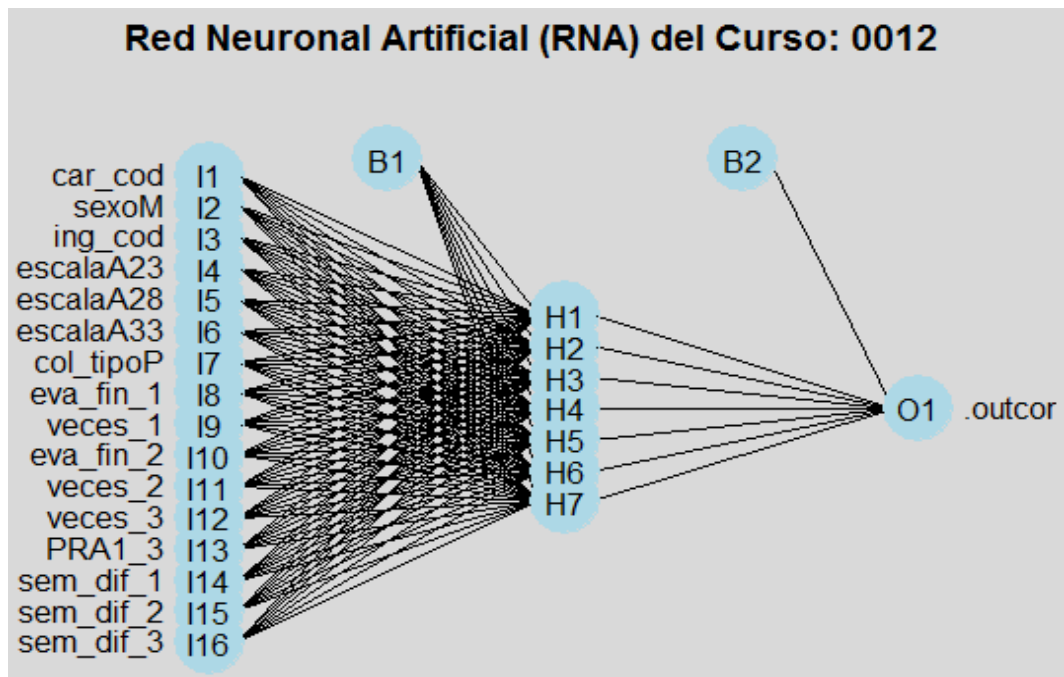 Red Neuronal Artificial (RNA) del Curso: 0012
B1
B2
car_cod I1
sexoM I2
ing_cod I3
escalaA23 I4
escalaA28 I5
escalaA33 I6
col_tipoP I7
eva_fin_1 I8
veces_1 I9
eva_fin_2 I10
veces_2 I11
veces_3 I12
PRA1_3 I13
sem_dif_1 I14
sem_dif_2 I15
sem_dif_3 I16
H1
H2
H3
H4
H5
H6
H7
O1 .outcor